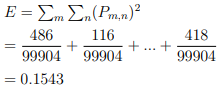 E = ∑m ∑n(Pm,n)²
= 486/99904 + 116/99904 + ... + 418/99904
= 0.1543